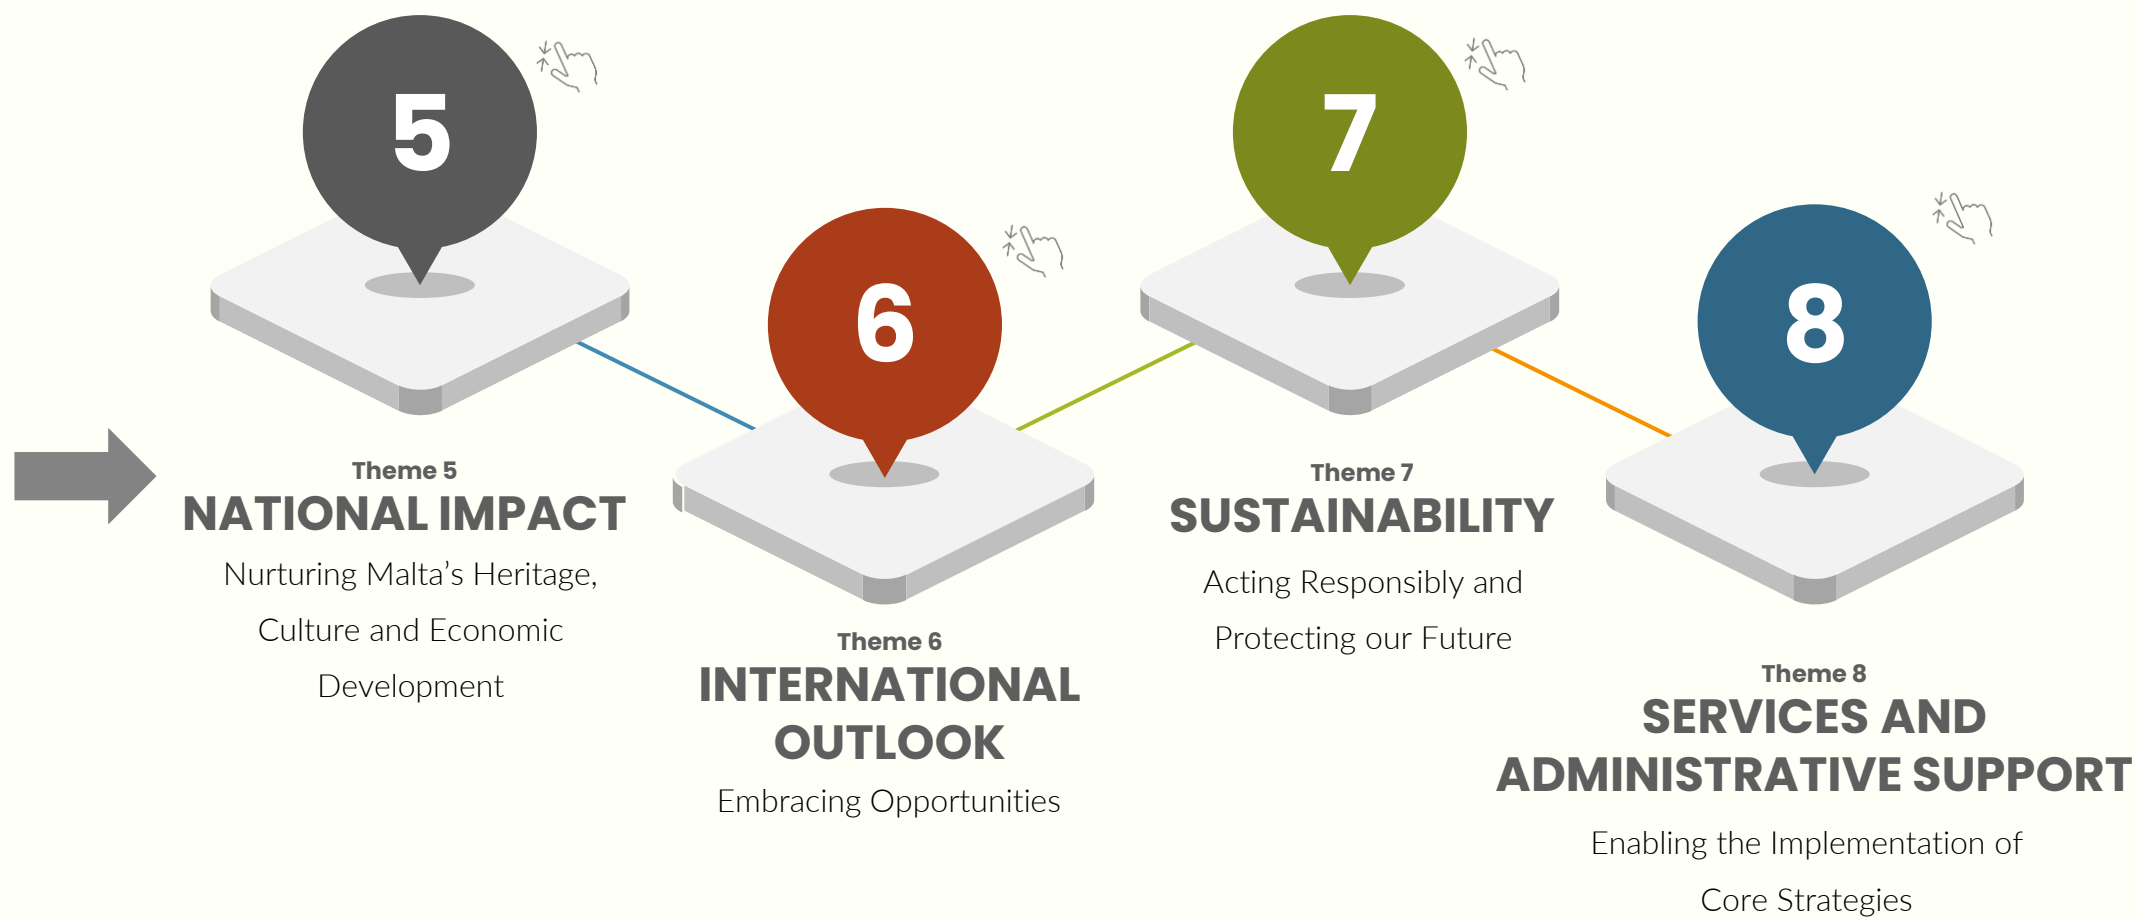 5
Theme 5
NATIONAL IMPACT
Nurturing Malta’s Heritage,
Culture and Economic
Development
6
Theme 6
INTERNATIONAL
OUTLOOK
Embracing Opportunities
7
Theme 7
SUSTAINABILITY
Acting Responsibly and
Protecting our Future
8
Theme 8
SERVICES AND
ADMINISTRATIVE SUPPORT
Enabling the Implementation of
Core Strategies